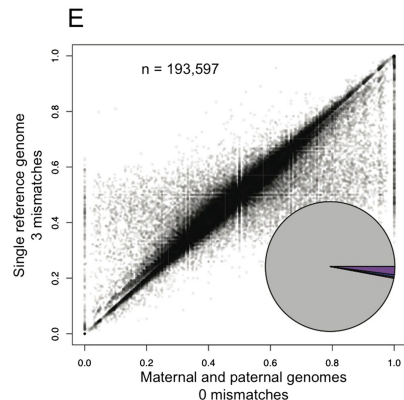 E
n = 193,597
Single reference genome
3 mismatches
1.0
0.8
0.6
0.4
0.2
0.0
0.0 0.2 0.4 0.6 0.8 1.0
Maternal and paternal genomes
0 mismatches